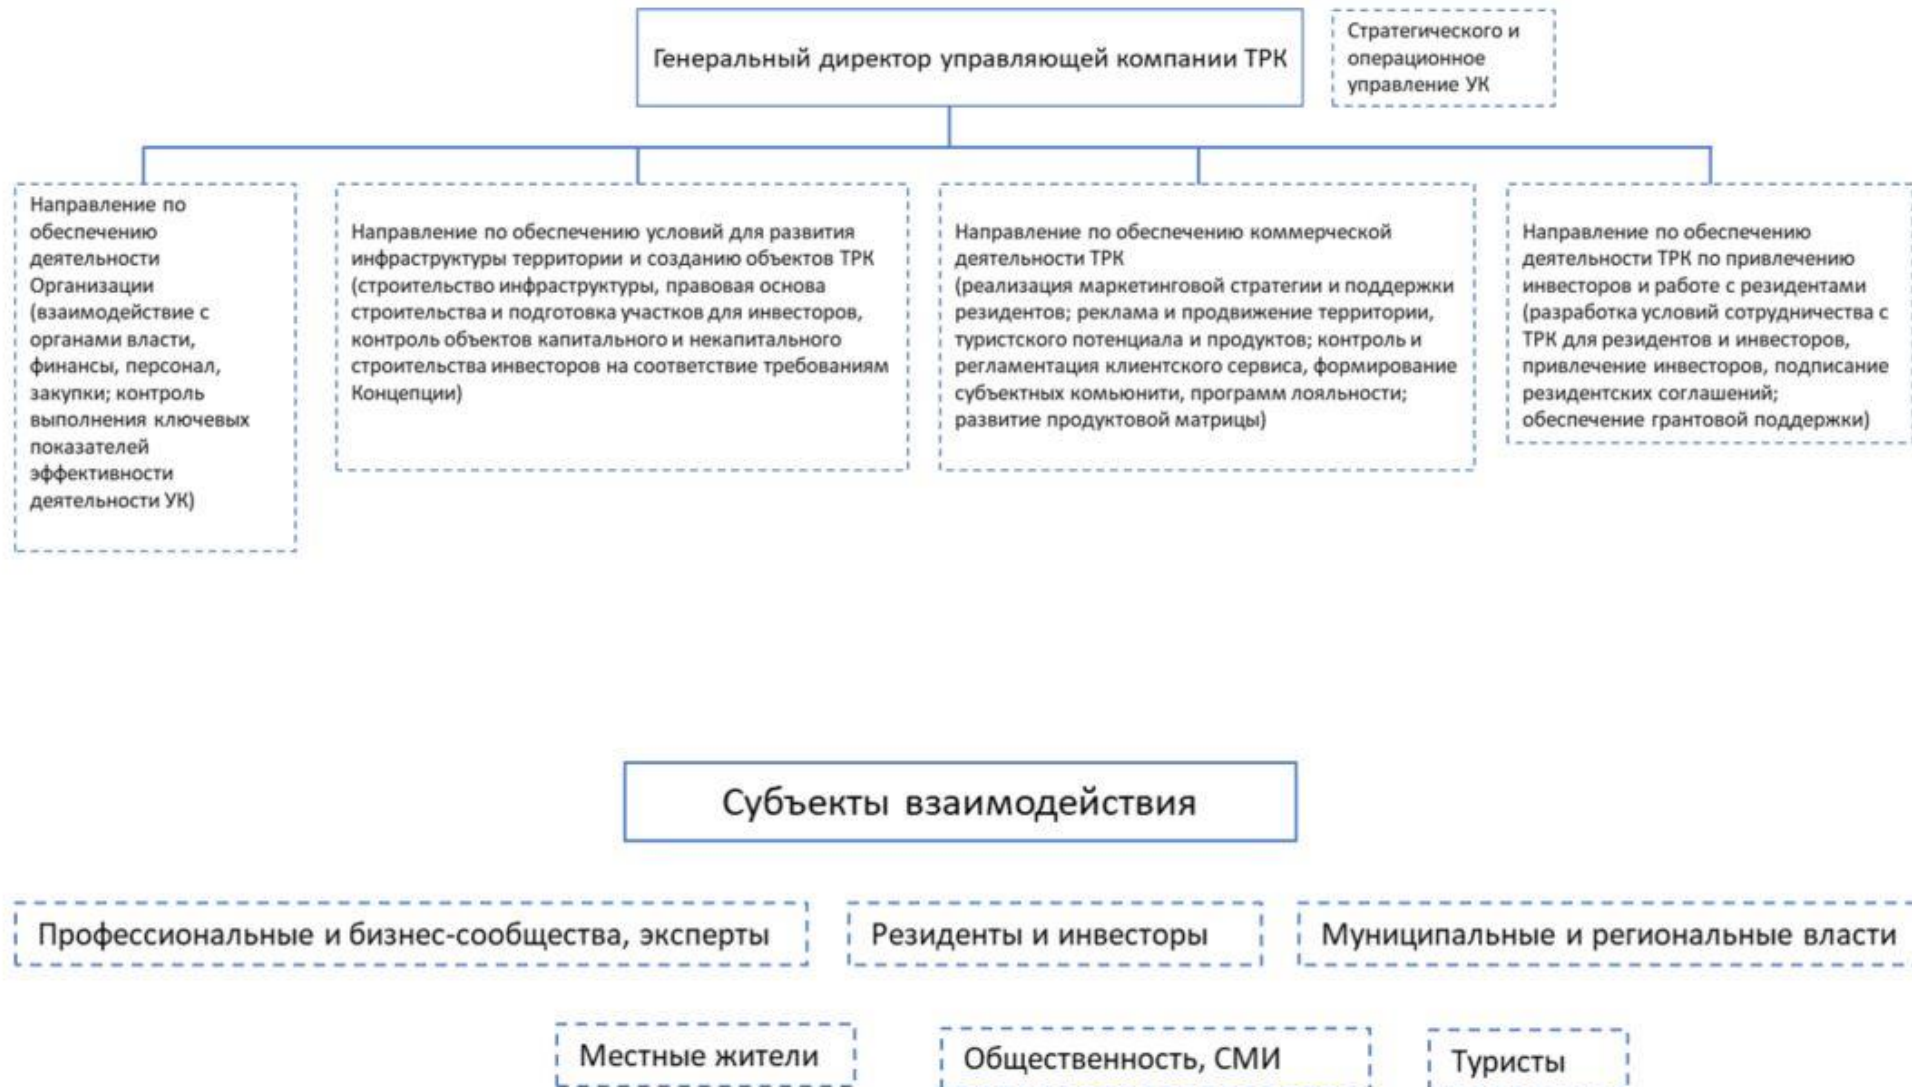 Генеральный директор управляющей компании ТРК
Стратегического и
операционное
управление УК
Направление по
обеспечению
деятельности
Организации
(взаимодействие с
органами власти,
финансы, персонал,
закупки; контроль
выполнения ключевых
показателей
эффективности
деятельности УК)
Направление по обеспечению условий для развития
инфраструктуры территории и созданию объектов ТРК
(строительство инфраструктуры, правовая основа
строительства и подготовка участков для инвесторов,
контроль объектов капитального и некапитального
строительства инвесторов на соответствие требованиям
Концепции)
Направление по обеспечению коммерческой
деятельности ТРК
(реализация маркетинговой стратегии и поддержки
резидентов; реклама и продвижение территории,
туристского потенциала и продуктов; контроль и
регламентация клиентского сервиса, формирование
субъектных комьюнити, программ лояльности;
развитие продуктовой матрицы)
Направление по обеспечению
деятельности ТРК по привлечению
инвесторов и работе с резидентами
(разработка условий сотрудничества с
ТРК для резидентов и инвесторов,
привлечение инвесторов, подписание
резидентских соглашений;
обеспечение грантовой поддержки)
Субъекты взаимодействия
Профессиональные и бизнес-сообщества, эксперты
Резиденты и инвесторы
Муниципальные и региональные власти
Местные жители
Общественность, СМИ
Туристы